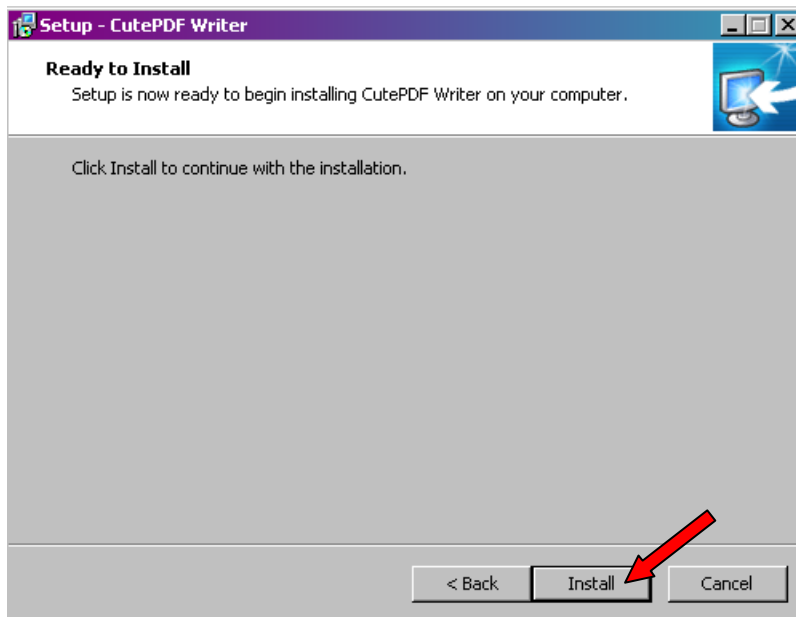 Setup - CutePDF Writer
Ready to Install
Setup is now ready to begin installing CutePDF Writer on your computer.
Click Install to continue with the installation.
< Back Install Cancel